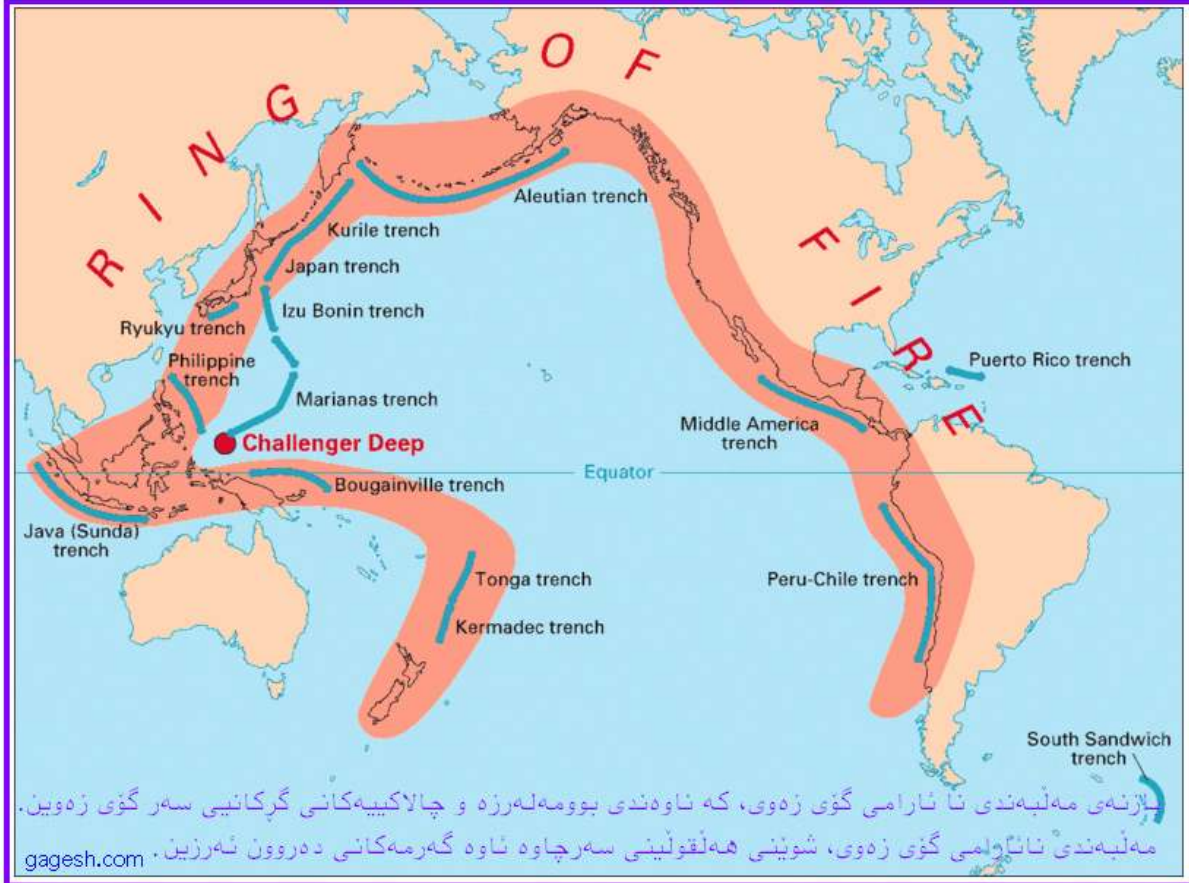 RING OF FIRE
Aleutian trench
Kurile trench
Japan trench
Izu Bonin trench
Ryukyu trench
Philippine
trench
Marianas trench
Challenger Deep
Puerto Rico trench
Middle America
trench
Equator
Bougainville trench
Java (Sunda)
trench
Tonga trench
Kermadec trench
Peru-Chile trench
South Sandwich
trench
بازنەی مەڵبەندی نا ئارامی گۆی زەوی، کە ناوەندی بوومەلەرزە و چالاکییەکانی گڕکانیی سەر گۆی زەوین.
مەڵبەندی نائارامی گۆی زەوی، شوێنی هەڵقوڵینی سەرچاوە ئاوە گەرمەکانی دەروون ئەرزین.
gagesh.com